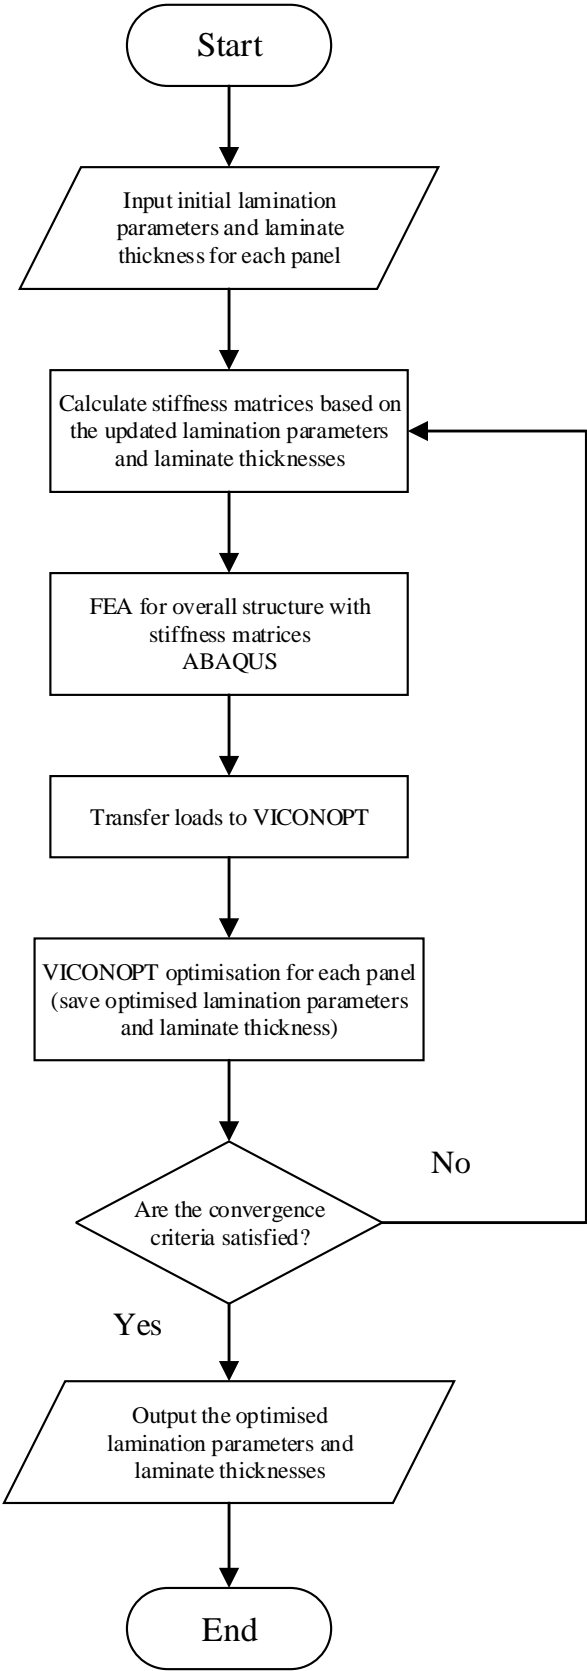 Start
Input initial lamination
parameters and laminate
thickness for each panel
Calculate stiffness matrices based on
the updated lamination parameters
and laminate thicknesses
FEA for overall structure with
stiffness matrices
ABAQUS
Transfer loads to VICONOPT
VICONOPT optimisation for each panel
(save optimised lamination parameters
and laminate thickness)
No
Are the convergence
criteria satisfied?
Yes
Output the optimised
lamination parameters and
laminate thicknesses
End